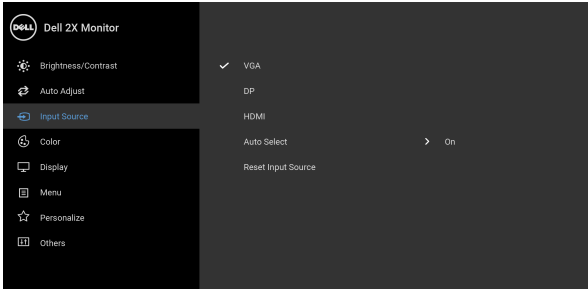 DELL Dell 2X Monitor
Brightness/Contrast
Auto Adjust
Input Source
Color
Display
Menu
Personalize
Others
VGA
DP
HDMI
Auto Select On
Reset Input Source